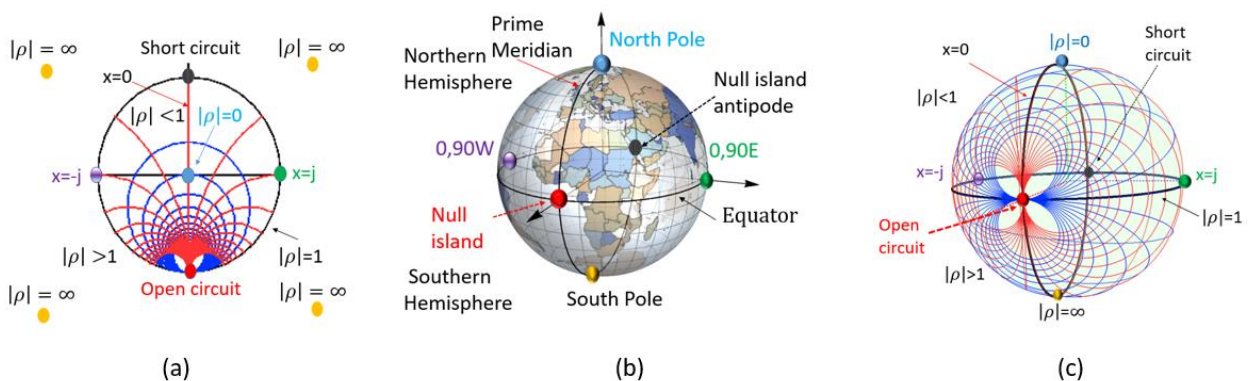 |ρ| = ∞
Short circuit
|ρ| = ∞
x=0
|ρ| <1
|ρ|=0
x=-j
x=j
|ρ| >1
|ρ|=1
|ρ| = ∞
Open circuit
|ρ| = ∞
(a)
Prime
Meridian
North Pole
Northern
Hemisphere
Null island
antipode
0,90W
0,90E
Null
island
Equator
Southern
Hemisphere
South Pole
(b)
x=0
|ρ|=0
Short
circuit
|ρ|<1
x=-j
x=j
|ρ|=1
Open
circuit
|ρ|>1
|ρ|=∞
(c)